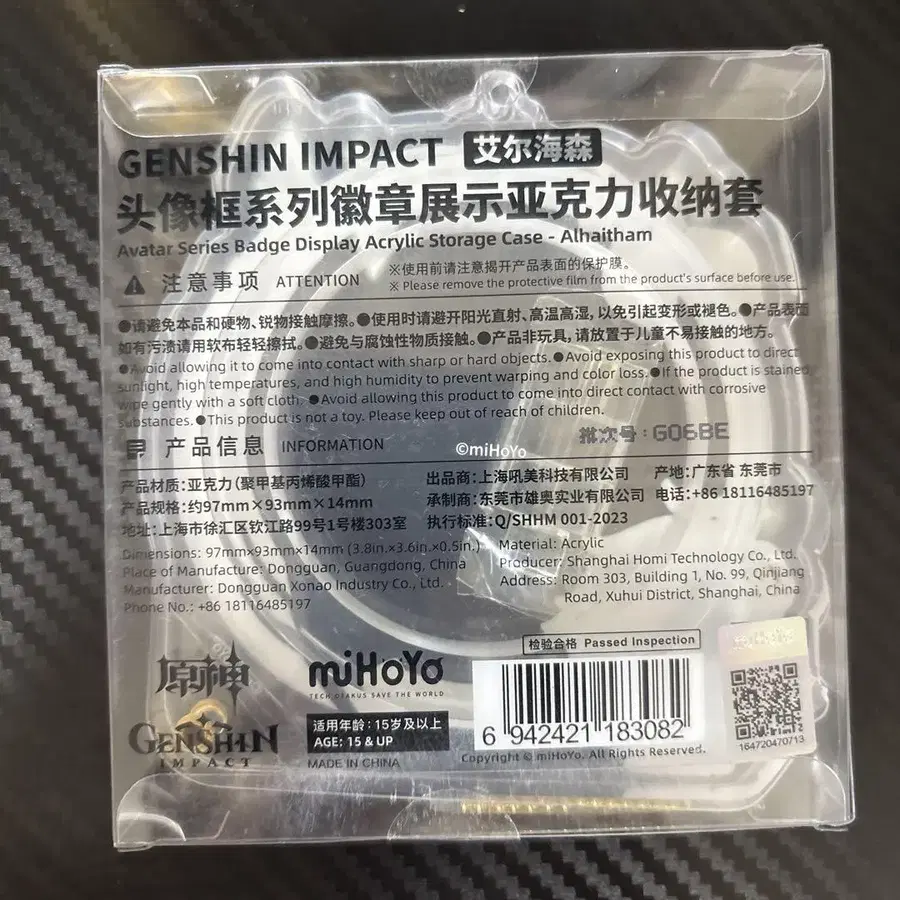 GENSHIN IMPACT 艾尔海森
头像框系列徽章展示亚克力收纳套
Avatar Series Badge Display Acrylic Storage Case - Alhaitham
注意事项 ATTENTION
※使用前请注意揭开产品表面的保护膜。
※ Please remove the protective film from the product's surface before use.
●请避免本品和硬物、锐物接触摩擦。●使用时请避开阳光直射、高温高湿，以免引起变形或褪色。●产品表面
如有污渍请用软布轻轻擦拭。●避免与腐蚀性物质接触。●产品非玩具，请放置于儿童不易接触的地方。
●Avoid allowing it to come into contact with sharp or hard objects. ●Avoid exposing this product to direct
sunlight, high temperatures, and high humidity to prevent warping and color loss. ●If the product is stained,
wipe gently with a soft cloth. ●Avoid allowing this product to come into direct contact with corrosive
substances. ●This product is not a toy. Please keep out of reach of children.
批次号：G06BE
产品信息 INFORMATION
©miHoYo
产品材质：亚克力（聚甲基丙烯酸甲酯） 出品商：上海吼美科技有限公司 产地：广东省 东莞市
产品规格：约97mm×93mm×14mm 承制商：东莞市雄奥实业有限公司 电话：+86 18116485197
地址：上海市徐汇区钦江路99号1号楼303室 执行标准：Q/SHHM 001-2023
Dimensions: 97mm×93mm×14mm (3.8in.×3.6in.×0.5in.) Material: Acrylic
Place of Manufacture: Dongguan, Guangdong, China Producer: Shanghai Homi Technology Co., Ltd.
Manufacturer: Dongguan Xonao Industry Co., Ltd. Address: Room 303, Building 1, No. 99, Qinjiang
Phone No.: +86 18116485197 Road, Xuhui District, Shanghai, China
检验合格 Passed Inspection
原神
GENSHIN
IMPACT
miHoYo
TECH OTAKUS SAVE THE WORLD
适用年龄：15岁及以上
AGE: 15 & UP
MADE IN CHINA
6 942421 183082
Copyright © miHoYo. All Rights Reserved.
164720470713